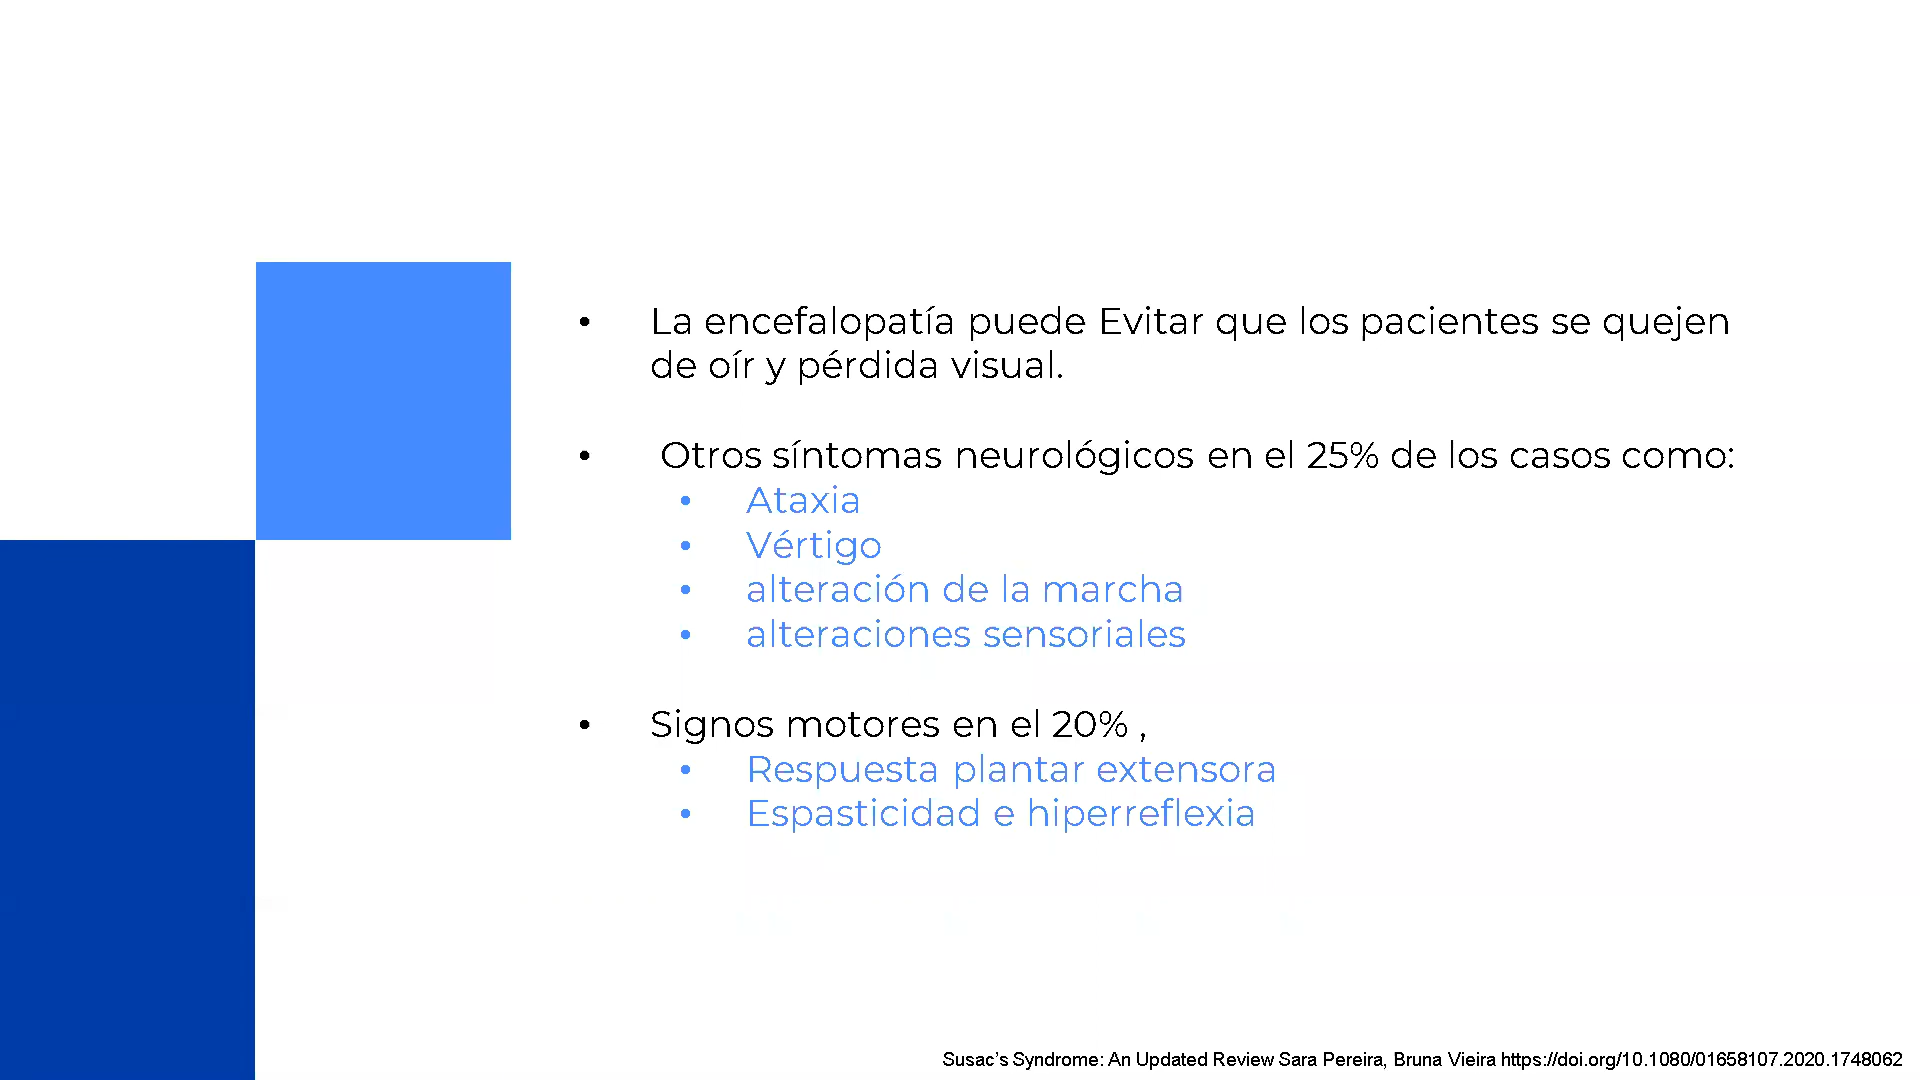 • La encefalopatía puede Evitar que los pacientes se quejen
de oír y pérdida visual.
• Otros síntomas neurológicos en el 25% de los casos como:
• Ataxia
• Vértigo
• alteración de la marcha
• alteraciones sensoriales
• Signos motores en el 20% ,
• Respuesta plantar extensora
• Espasticidad e hiperreflexia
Susac’s Syndrome: An Updated Review Sara Pereira, Bruna Vieira https://doi.org/10.1080/01658107.2020.1748062